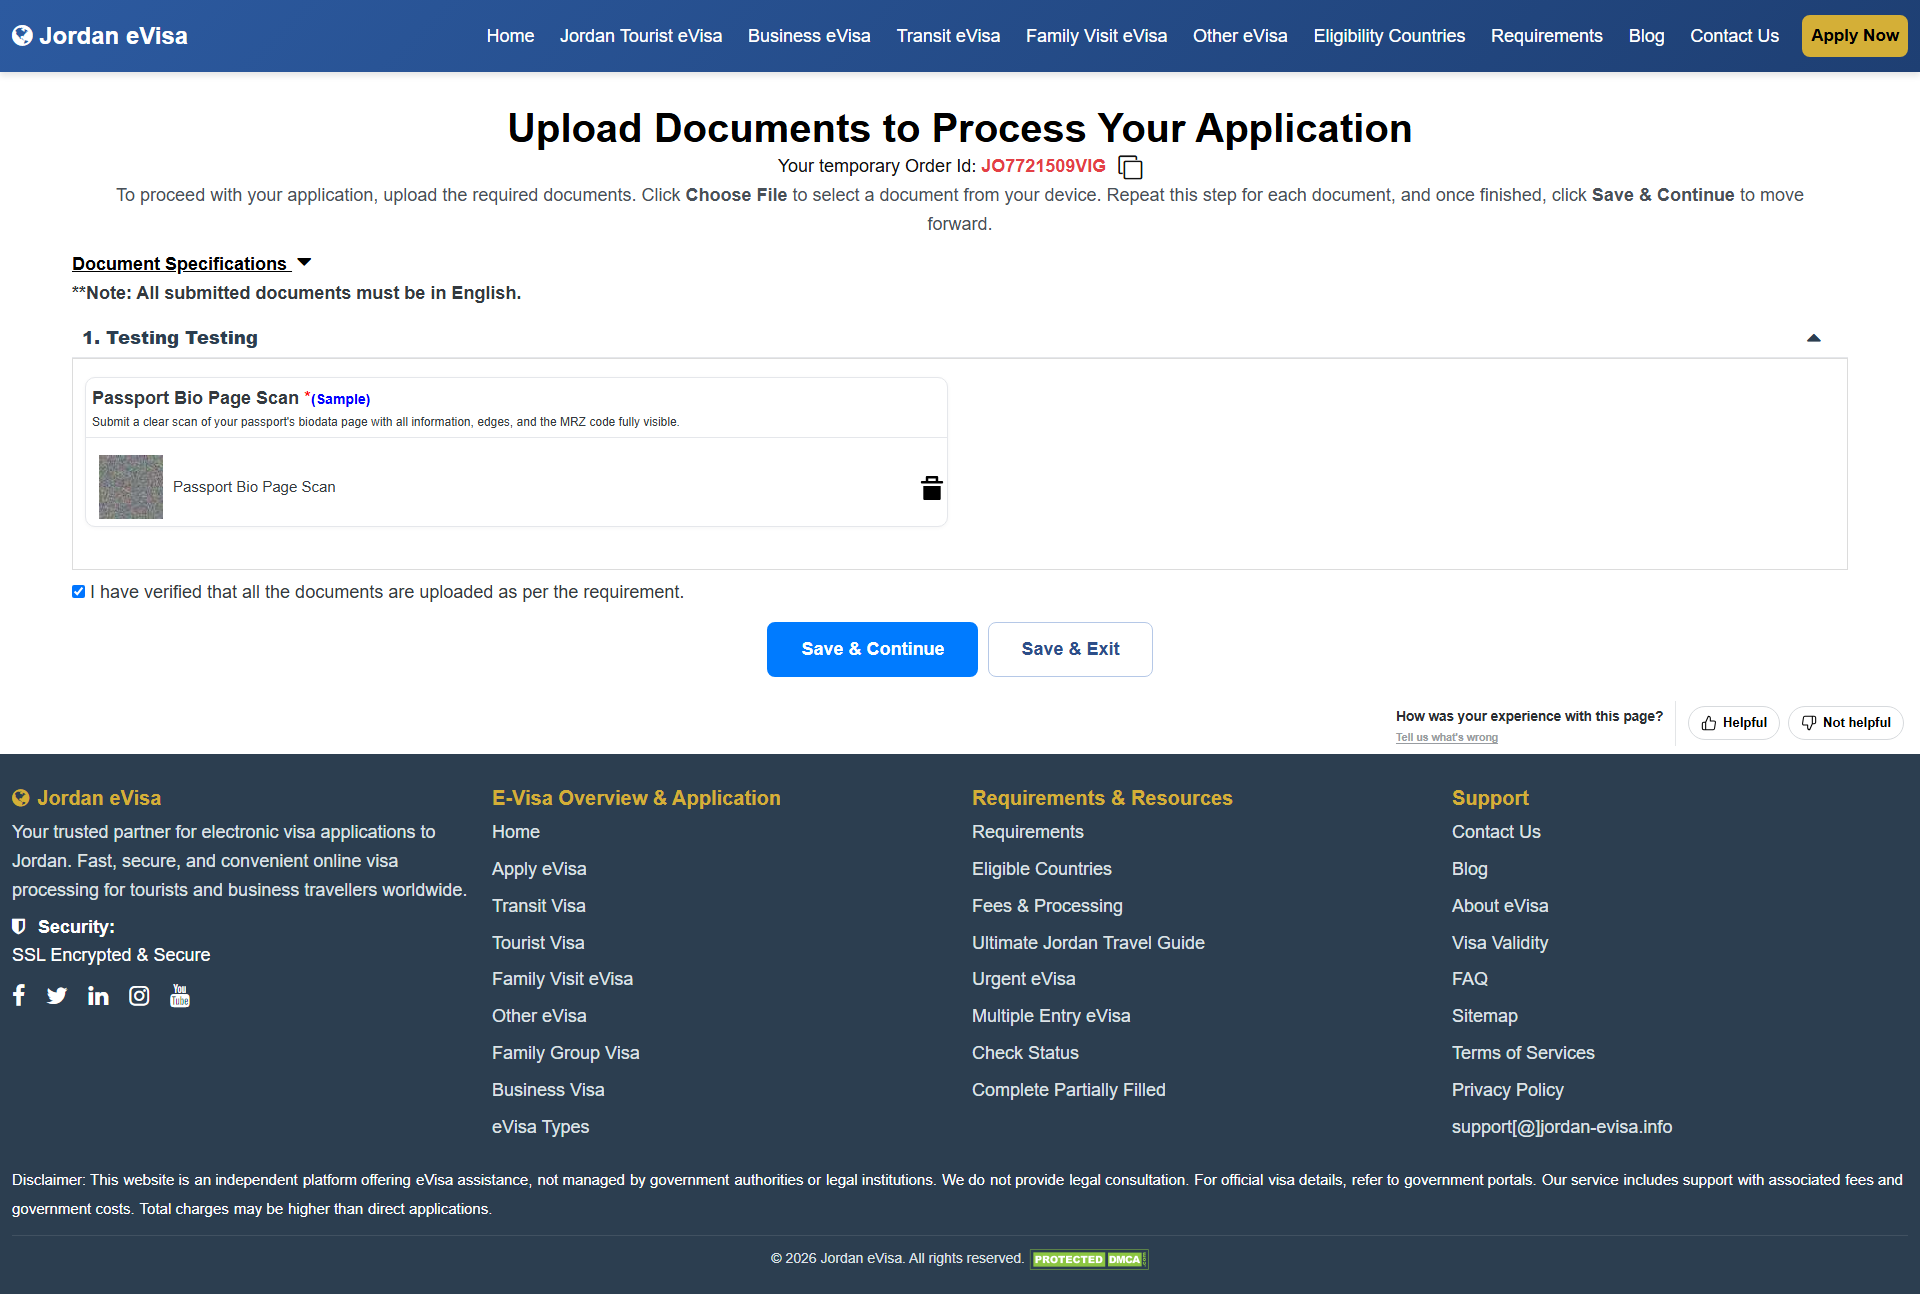 Jordan eVisa
Home Jordan Tourist eVisa Business eVisa Transit eVisa Family Visit eVisa Other eVisa Eligibility Countries Requirements Blog Contact Us Apply Now
Upload Documents to Process Your Application
Your temporary Order Id: JO7721509VIG
To proceed with your application, upload the required documents. Click Choose File to select a document from your device. Repeat this step for each document, and once finished, click Save & Continue to move
forward.
Document Specifications
**Note: All submitted documents must be in English.
1. Testing Testing
Passport Bio Page Scan *(Sample)
Submit a clear scan of your passport's biodata page with all information, edges, and the MRZ code fully visible.
Passport Bio Page Scan
I have verified that all the documents are uploaded as per the requirement.
Save & Continue Save & Exit
How was your experience with this page?
Tell us what's wrong
Helpful Not helpful
Jordan eVisa
Your trusted partner for electronic visa applications to
Jordan. Fast, secure, and convenient online visa
processing for tourists and business travellers worldwide.
Security:
SSL Encrypted & Secure
You
Tube
E-Visa Overview & Application
Home
Apply eVisa
Transit Visa
Tourist Visa
Family Visit eVisa
Other eVisa
Family Group Visa
Business Visa
eVisa Types
Requirements & Resources
Requirements
Eligible Countries
Fees & Processing
Ultimate Jordan Travel Guide
Urgent eVisa
Multiple Entry eVisa
Check Status
Complete Partially Filled
Support
Contact Us
Blog
About eVisa
Visa Validity
FAQ
Sitemap
Terms of Services
Privacy Policy
support[@]jordan-evisa.info
Disclaimer: This website is an independent platform offering eVisa assistance, not managed by government authorities or legal institutions. We do not provide legal consultation. For official visa details, refer to government portals. Our service includes support with associated fees and
government costs. Total charges may be higher than direct applications.
© 2026 Jordan eVisa. All rights reserved. PROTECTED DMCA